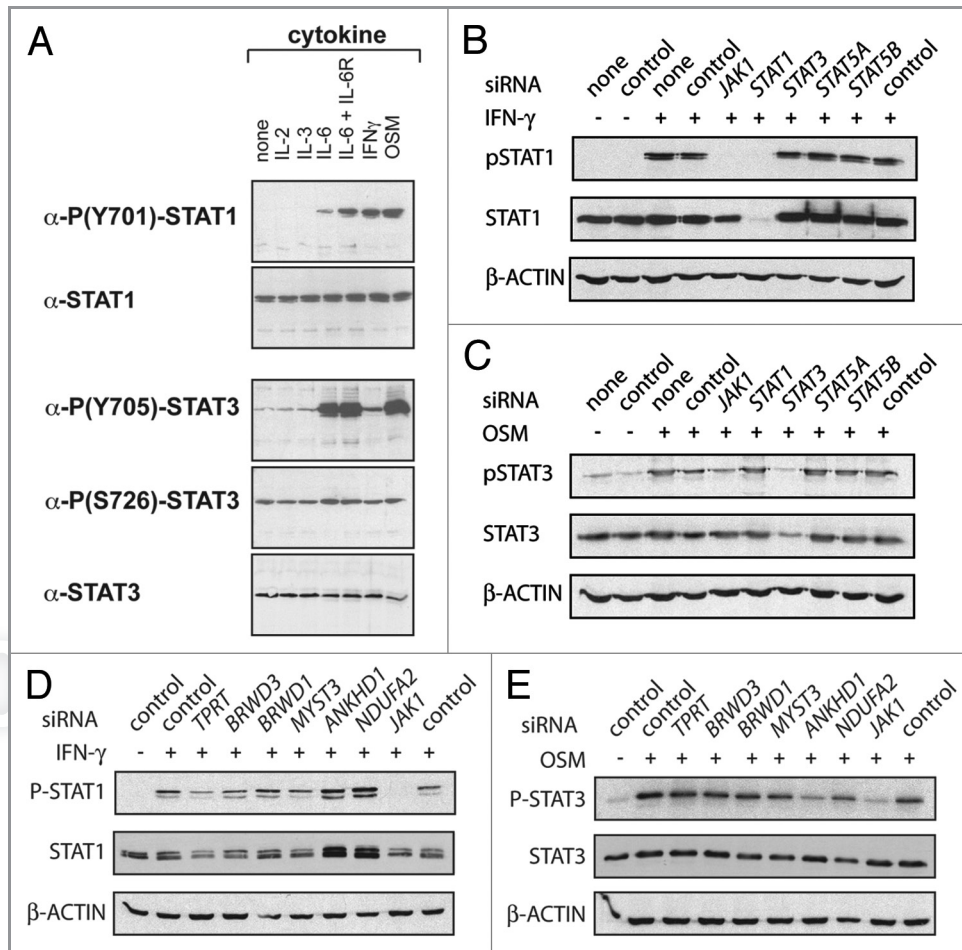 A
cytokine
none
IL-2
IL-3
IL-6
IL-6 + IL-6R
IFNγ
OSM
α-P(Y701)-STAT1
α-STAT1
α-P(Y705)-STAT3
α-P(S726)-STAT3
α-STAT3
B
siRNA none control none control JAK1 STAT1 STAT3 STAT5A STAT5B control
IFN-γ - - + + + + + + + +
pSTAT1
STAT1
β-ACTIN
C
siRNA none control none control JAK1 STAT1 STAT3 STAT5A STAT5B control
OSM - - + + + + + + + +
pSTAT3
STAT3
β-ACTIN
D
siRNA control control TPRT BRWD3 BRWD1 MYST3 ANKHD1 NDUFA2 JAK1 control
IFN-γ - + + + + + + + + +
P-STAT1
STAT1
β-ACTIN
E
siRNA control control TPRT BRWD3 BRWD1 MYST3 ANKHD1 NDUFA2 JAK1 control
OSM - + + + + + + + + +
P-STAT3
STAT3
β-ACTIN